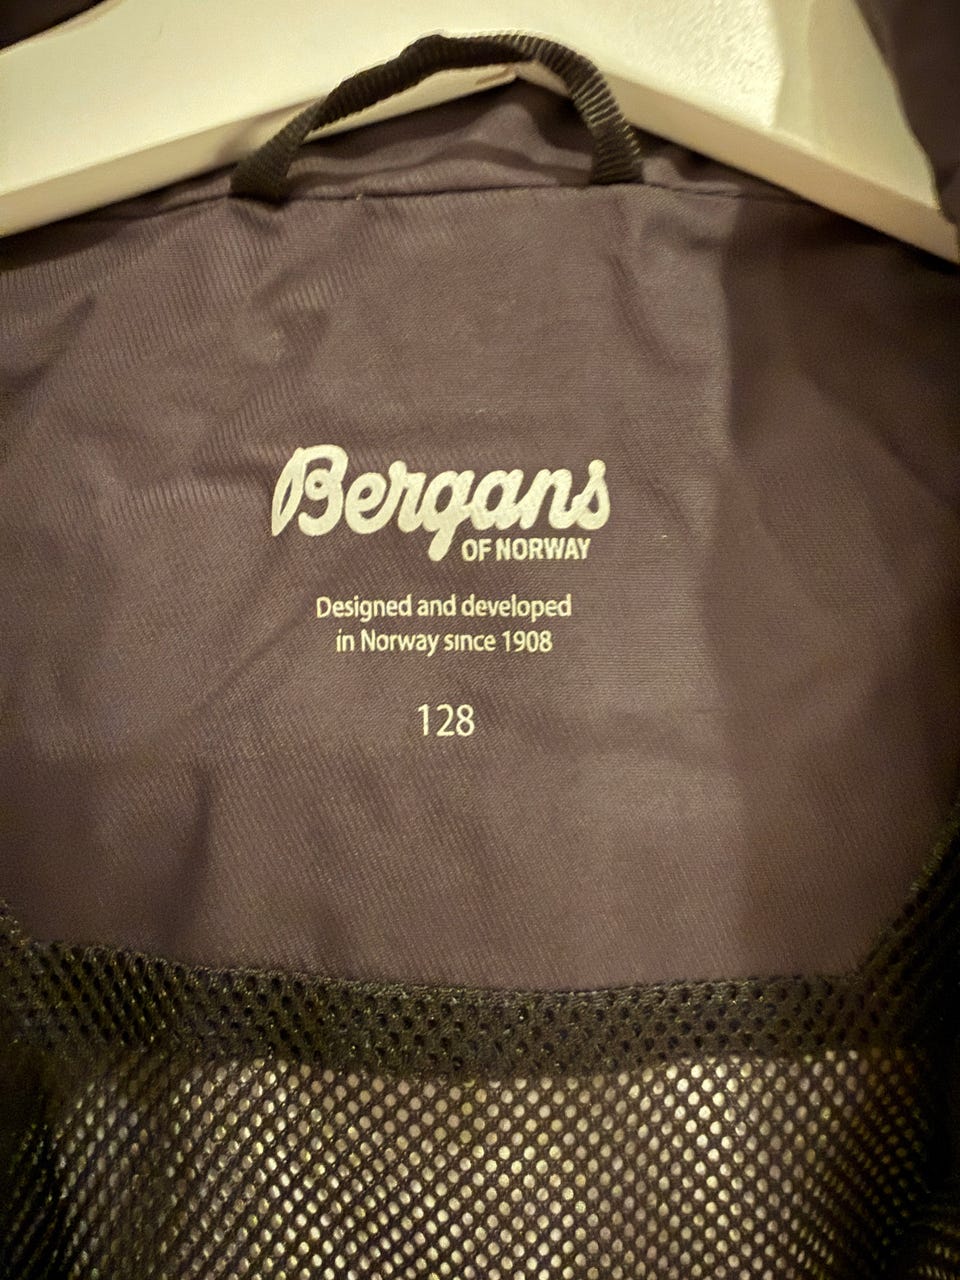 Bergans
OF NORWAY
Designed and developed
in Norway since 1908
128